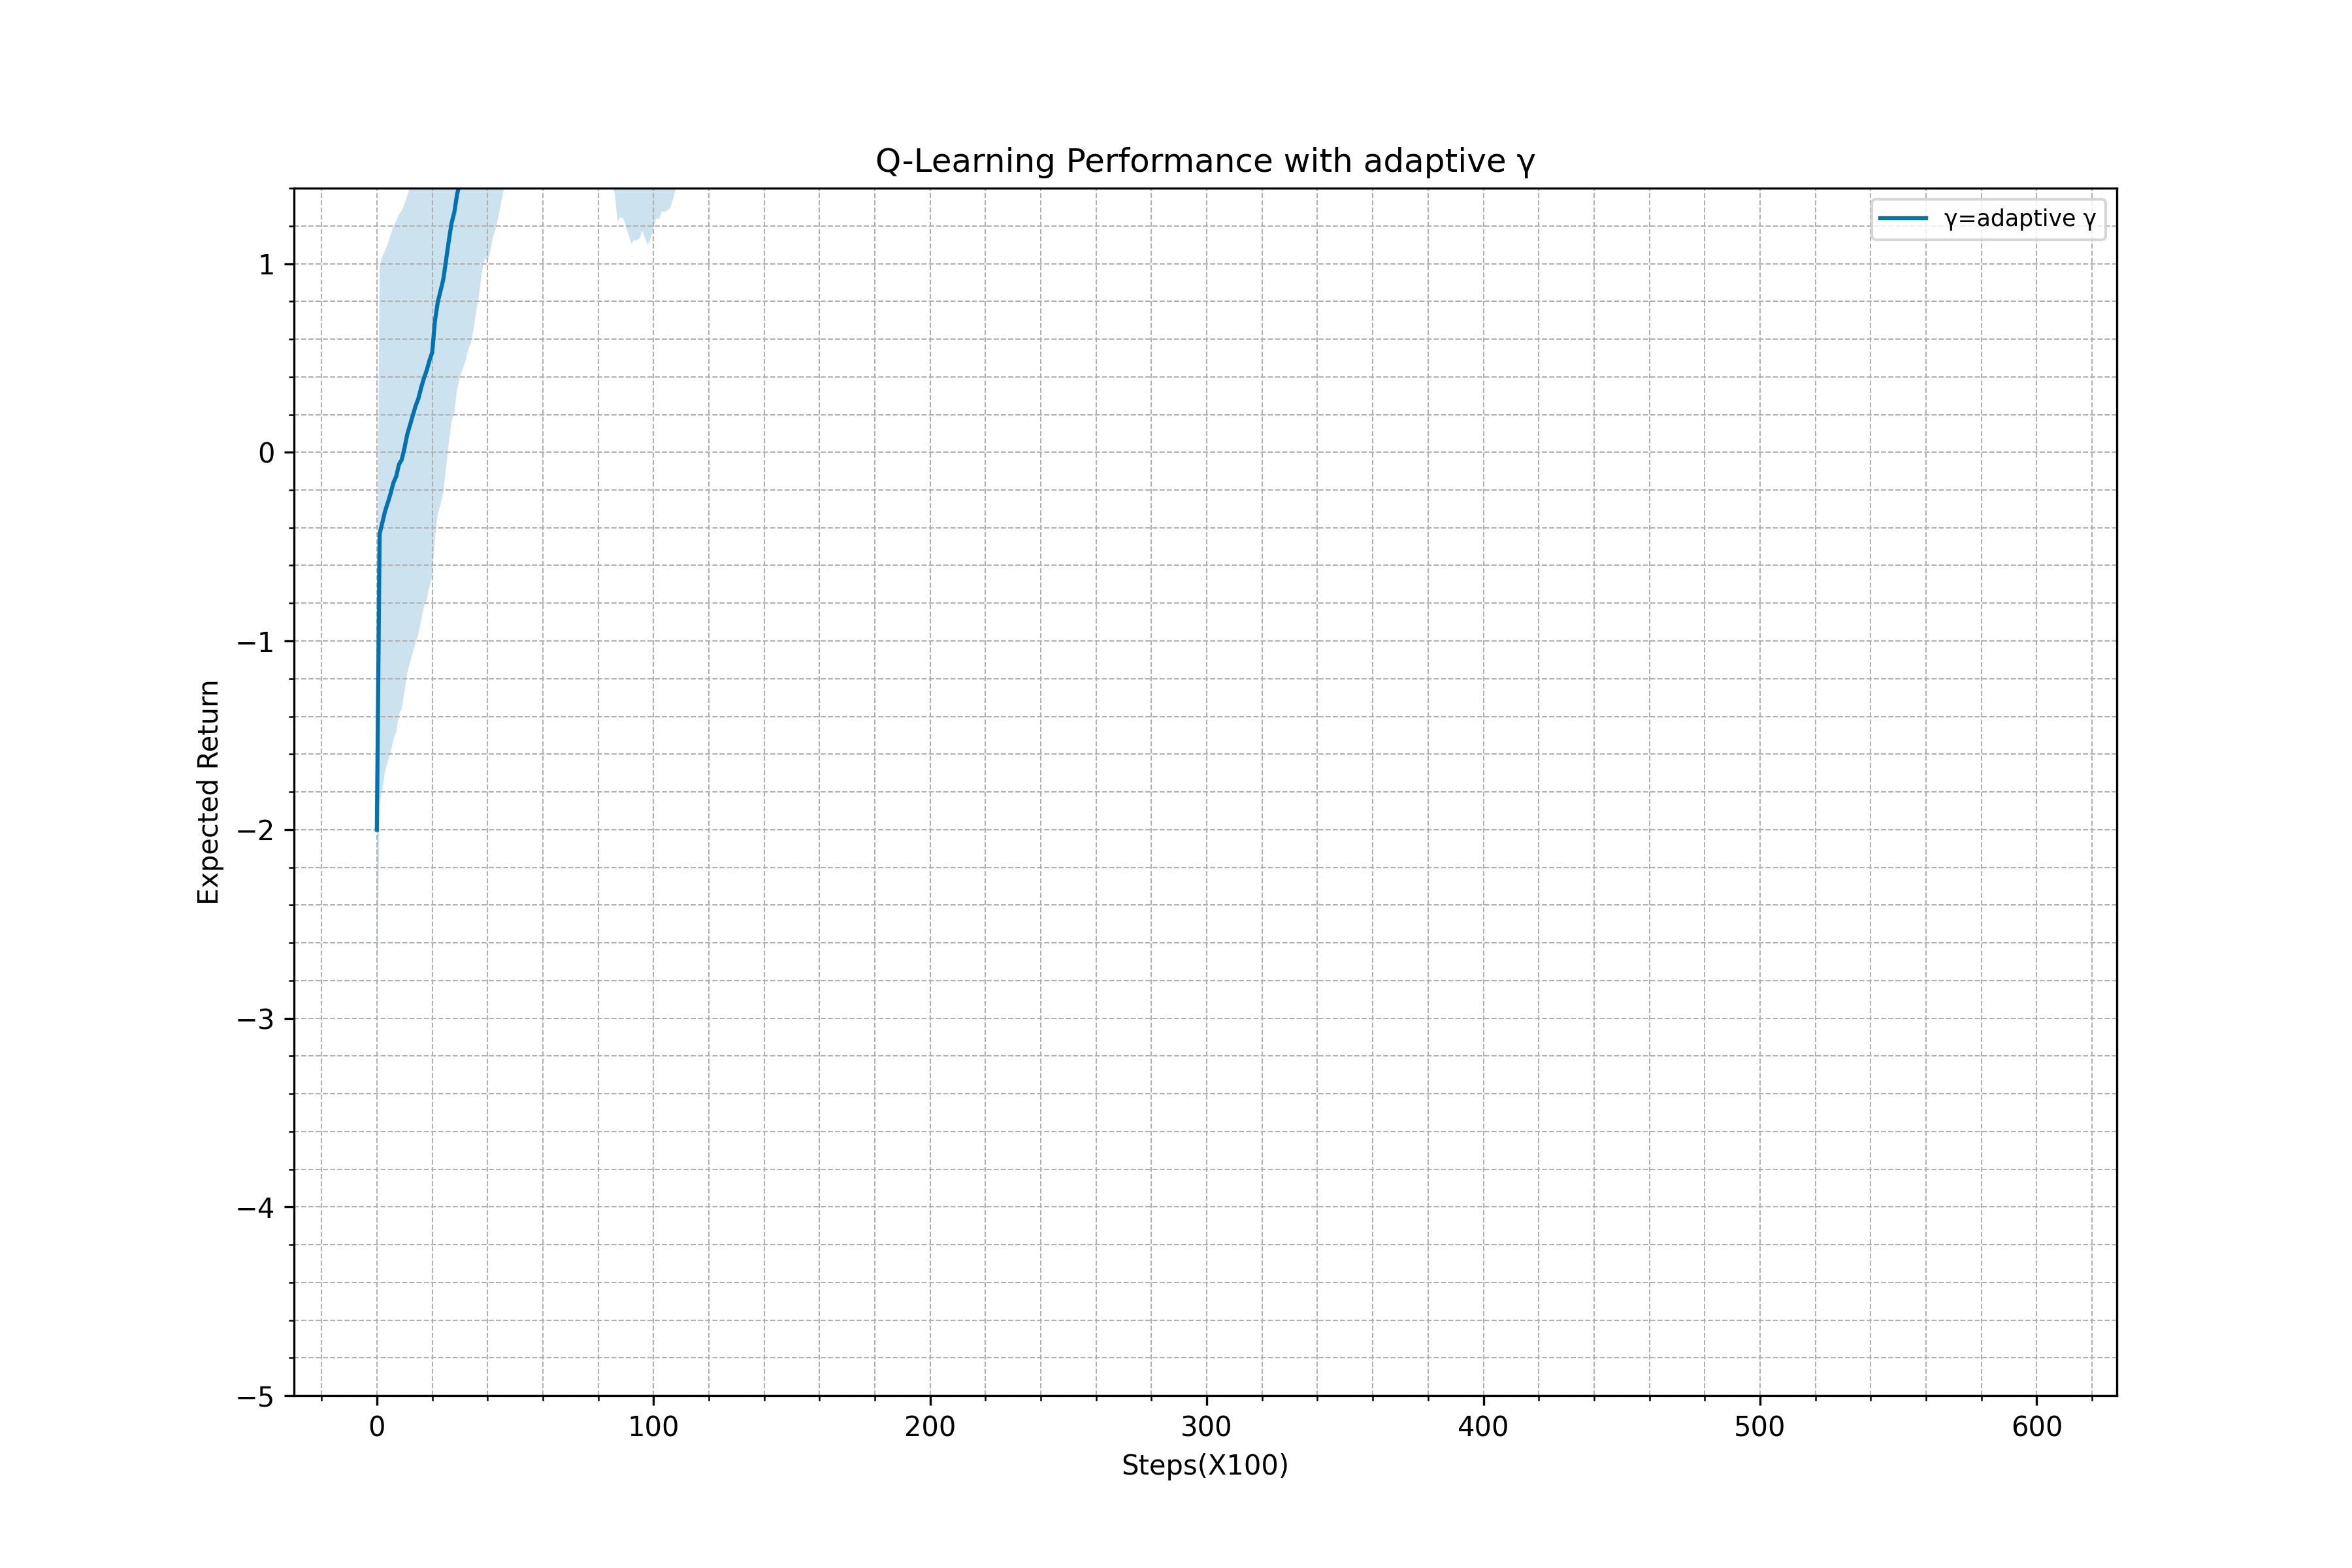 Q-Learning Performance with adaptive γ
γ=adaptive γ
1
0
−1
−2
−3
−4
−5
Expected Return
0 100 200 300 400 500 600
Steps(X100)